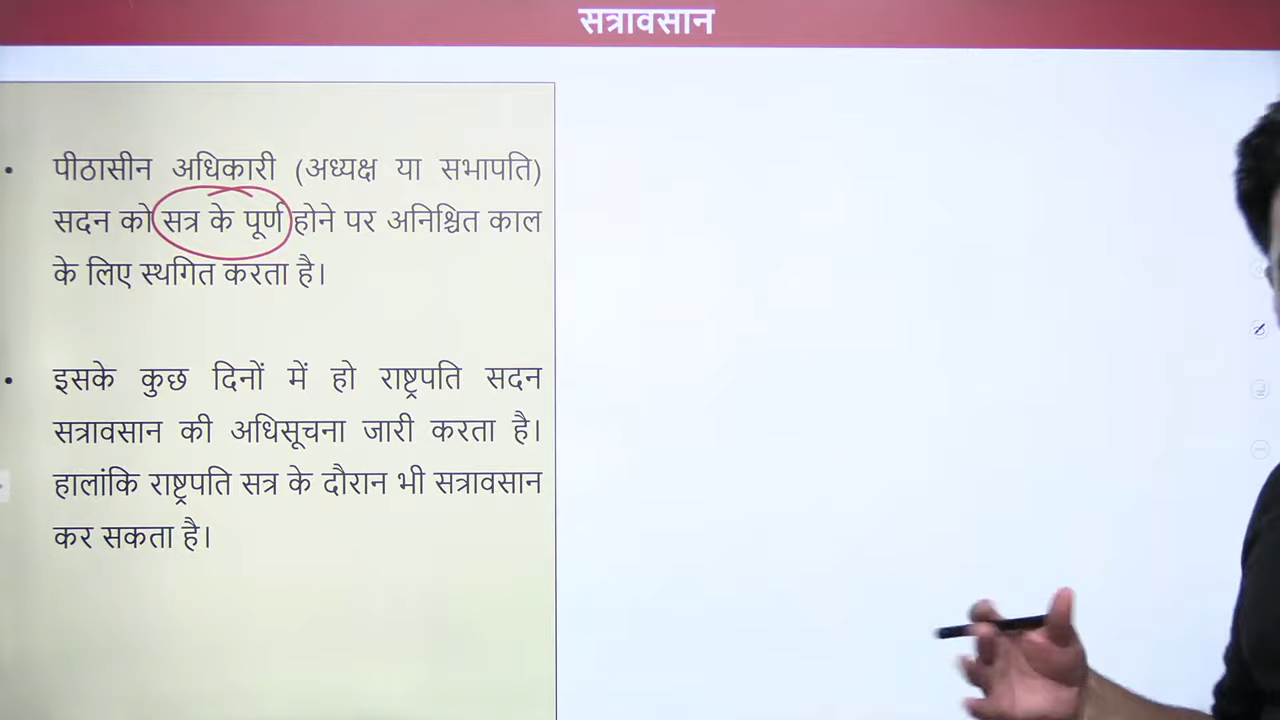 सत्रावसान
• पीठासीन अधिकारी (अध्यक्ष या सभापति)
सदन को सत्र के पूर्ण होने पर अनिश्चित काल
के लिए स्थगित करता है।
• इसके कुछ दिनों में हो राष्ट्रपति सदन
सत्रावसान की अधिसूचना जारी करता है।
हालांकि राष्ट्रपति सत्र के दौरान भी सत्रावसान
कर सकता है।